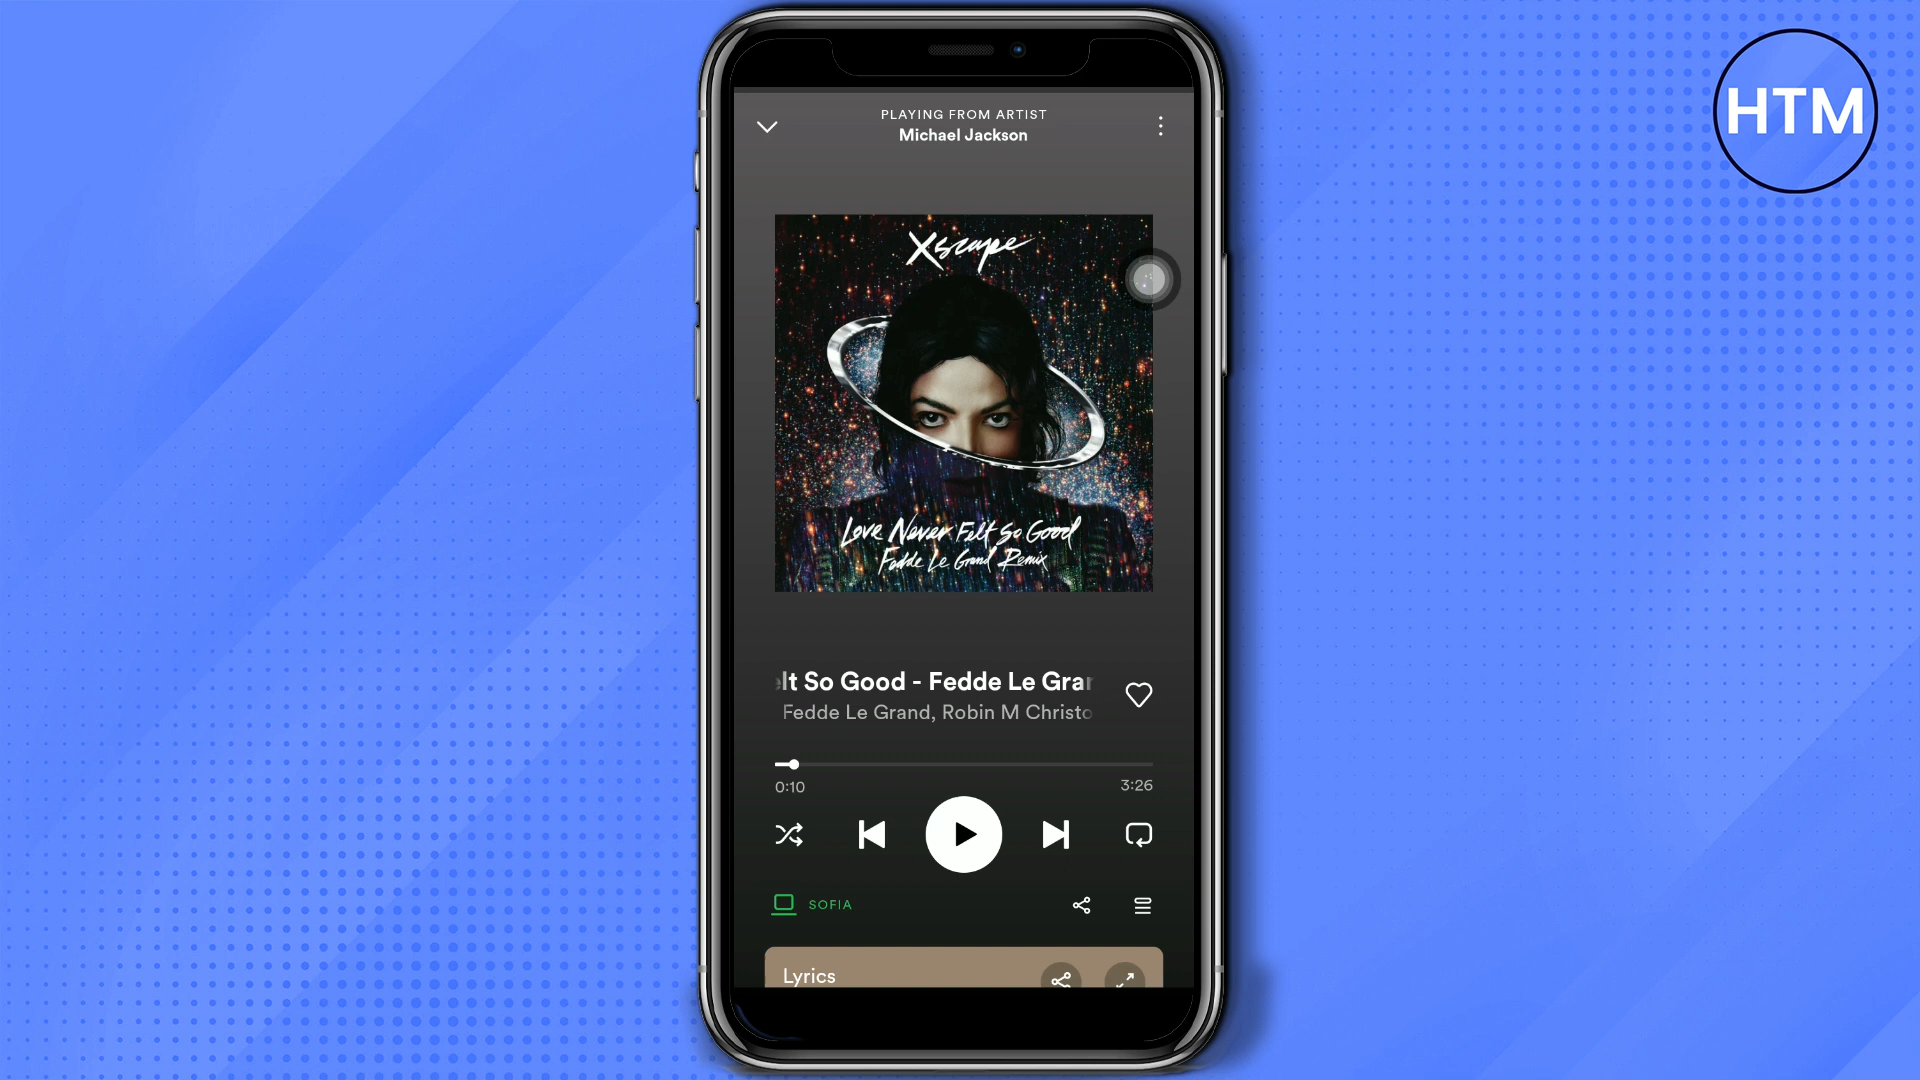 HTM
PLAYING FROM ARTIST
Michael Jackson
Xscape
Love Never Felt So Good
Fedde Le Grand Remix
lt So Good - Fedde Le Gra
Fedde Le Grand, Robin M Christo
0:10
3:26
SOFIA
Lyrics